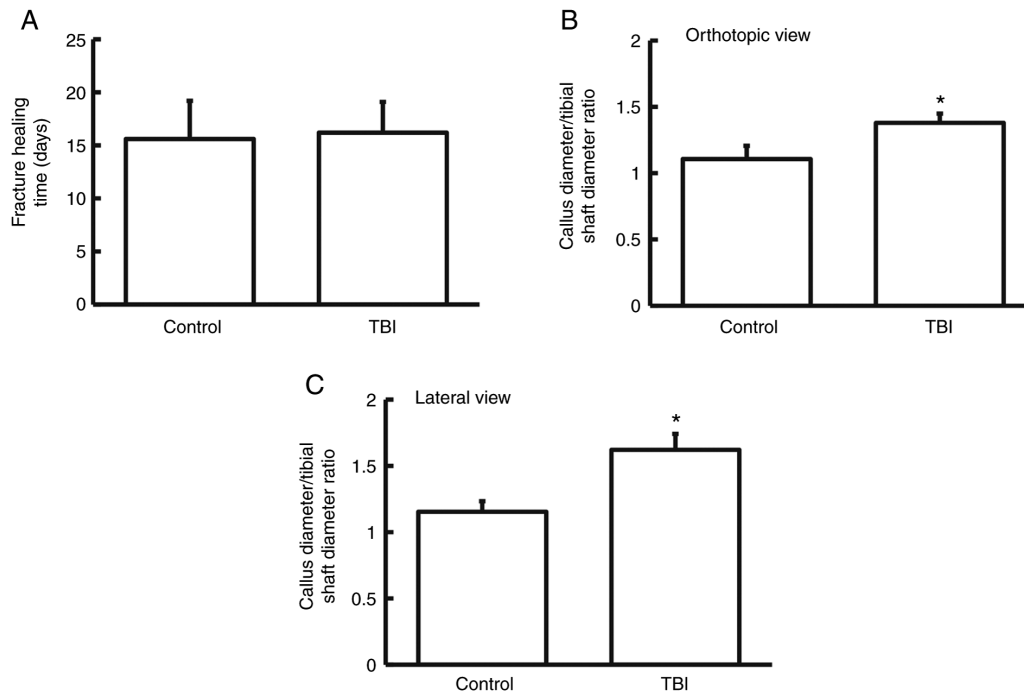 A
Fracture healing
time (days)
25
20
15
10
5
0
Control TBI
B
Orthotopic view
Callus diameter/tibial
shaft diameter ratio
2
1.5
1
0.5
0
*
Control TBI
C
Lateral view
Callus diameter/tibial
shaft diameter ratio
2
1.5
1
0.5
0
*
Control TBI